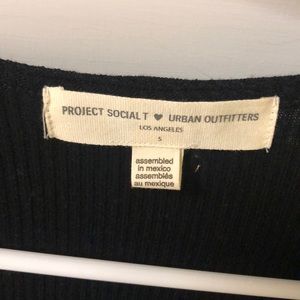 PROJECT SOCIAL T ♥ URBAN OUTFITTERS
LOS ANGELES
S
assembled
in mexico
assemblés
au mexique